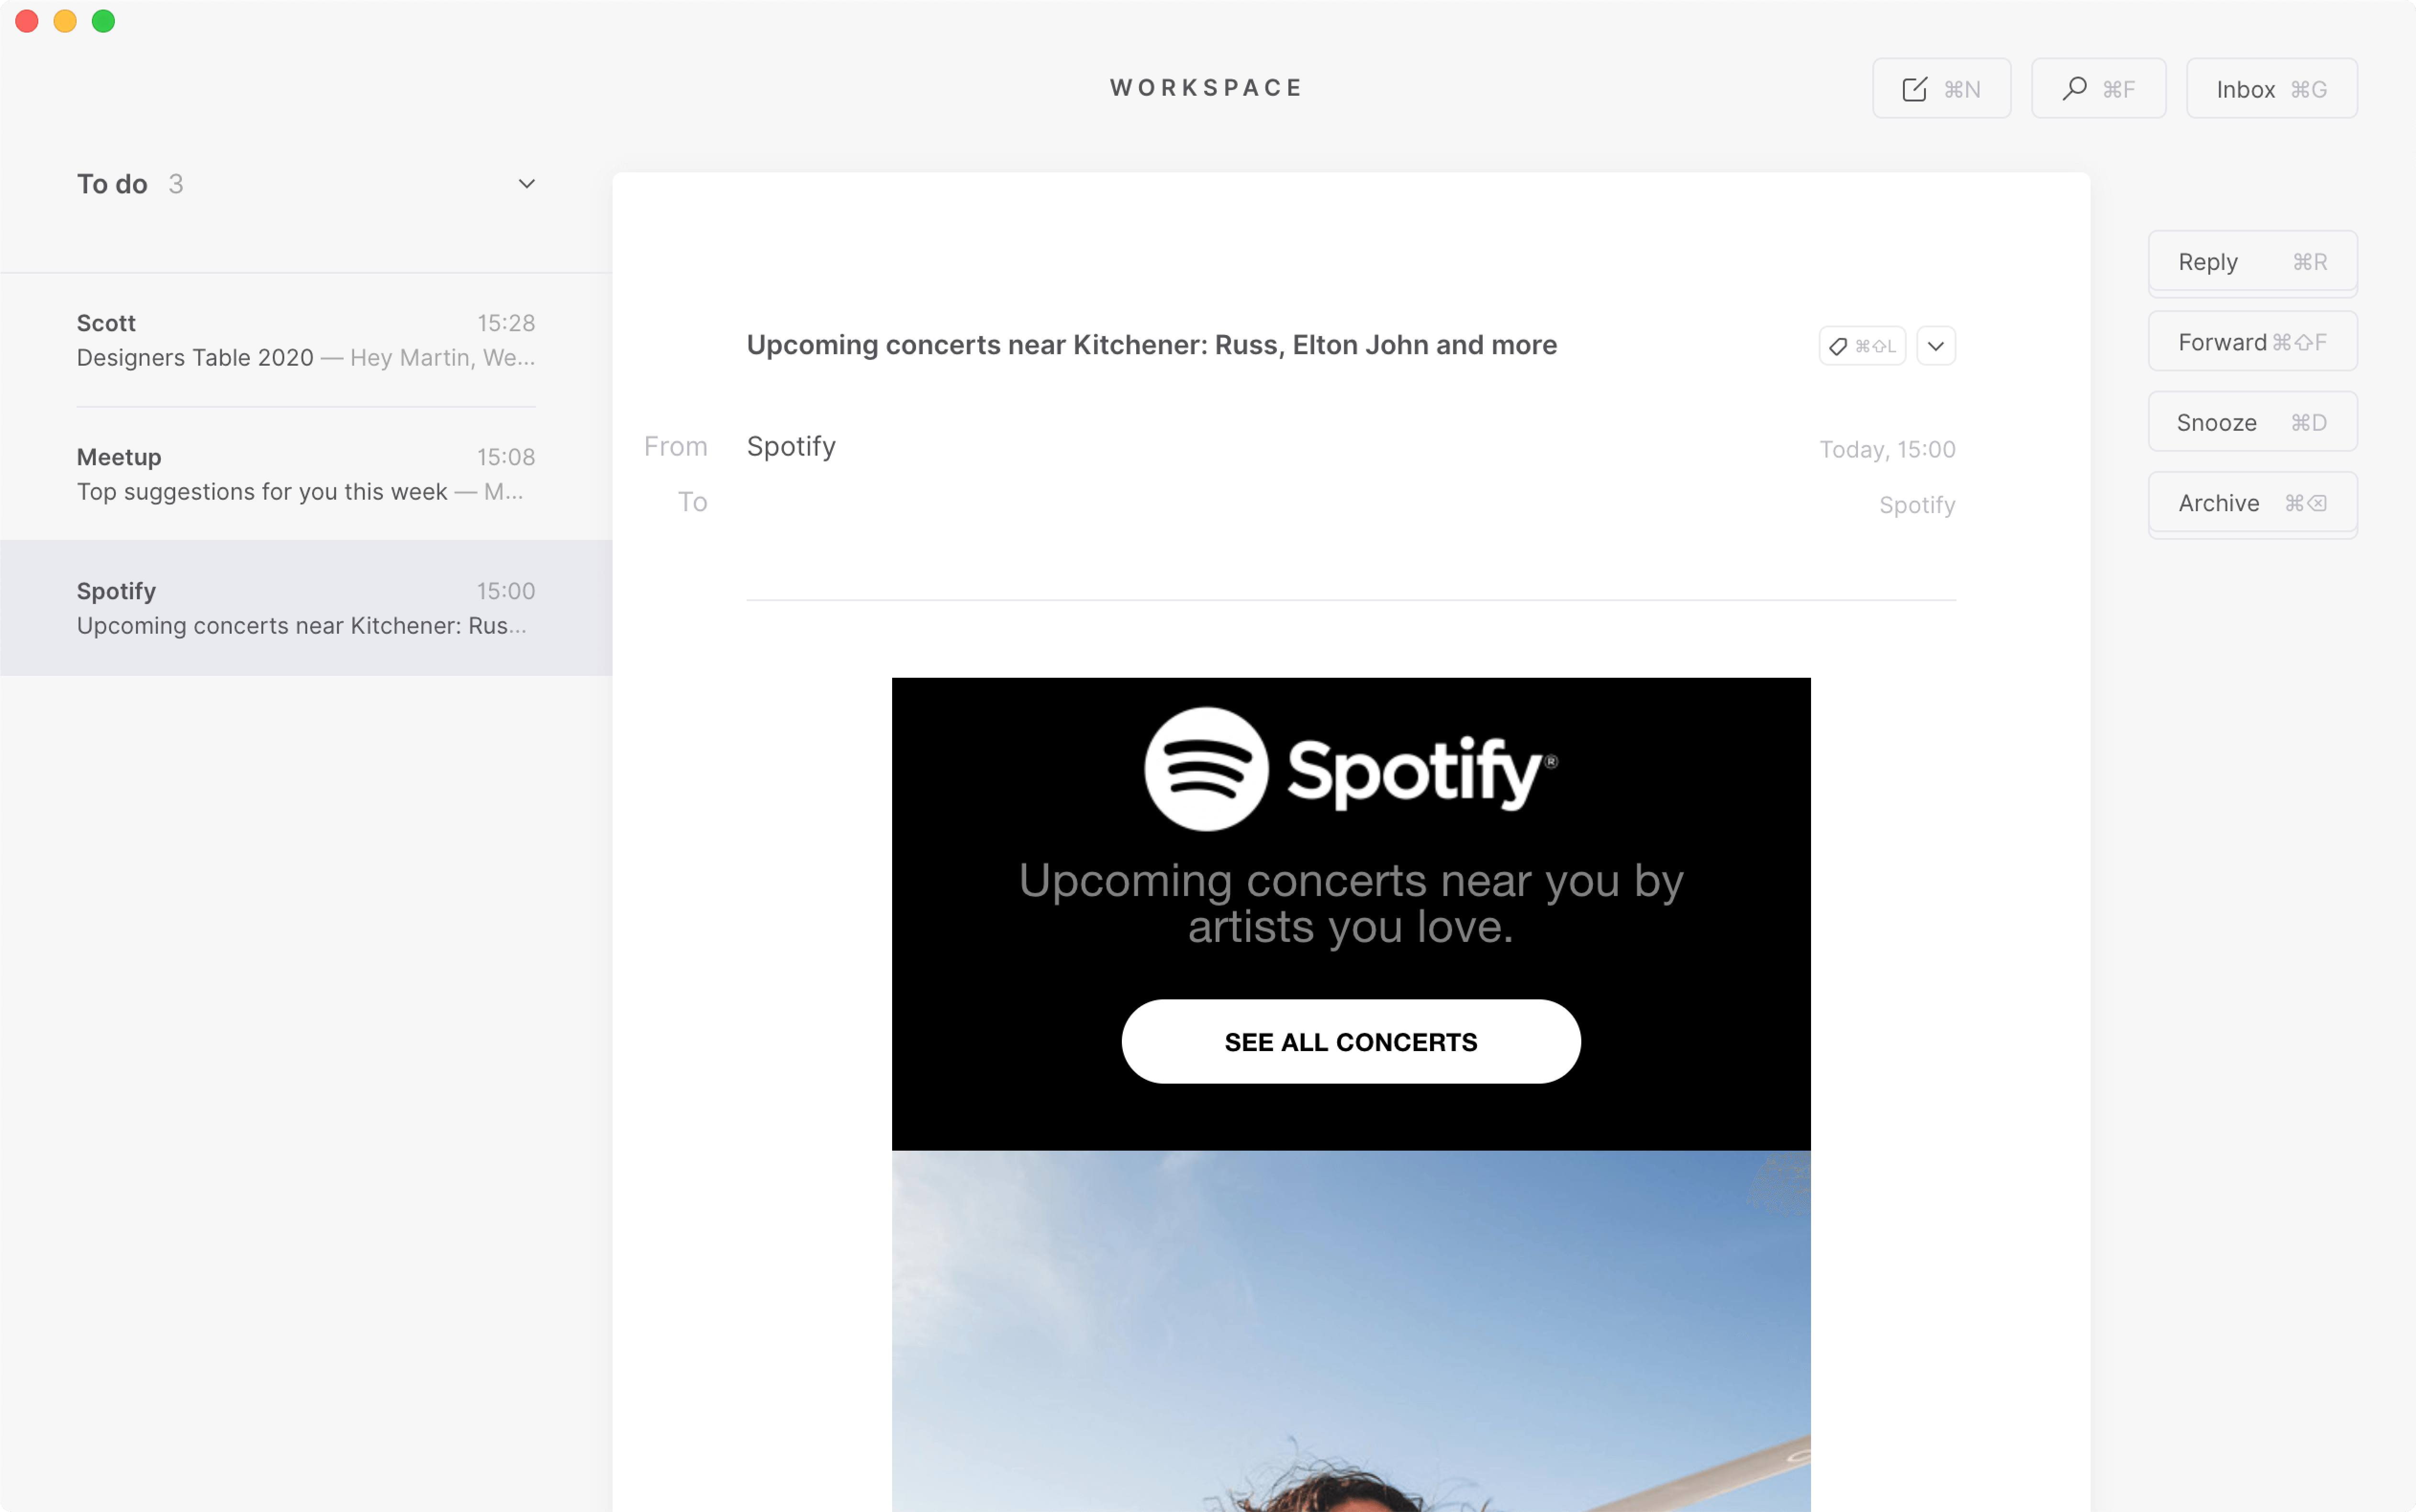 WORKSPACE
⌘N
⌘F
Inbox ⌘G
To do 3
Scott 15:28
Designers Table 2020 — Hey Martin, We...
Meetup 15:08
Top suggestions for you this week — M...
Spotify 15:00
Upcoming concerts near Kitchener: Rus...
Upcoming concerts near Kitchener: Russ, Elton John and more
⌘⇧L
From Spotify Today, 15:00
To Spotify
Spotify®
Upcoming concerts near you by
artists you love.
SEE ALL CONCERTS
Reply ⌘R
Forward ⌘⇧F
Snooze ⌘D
Archive ⌘⌫